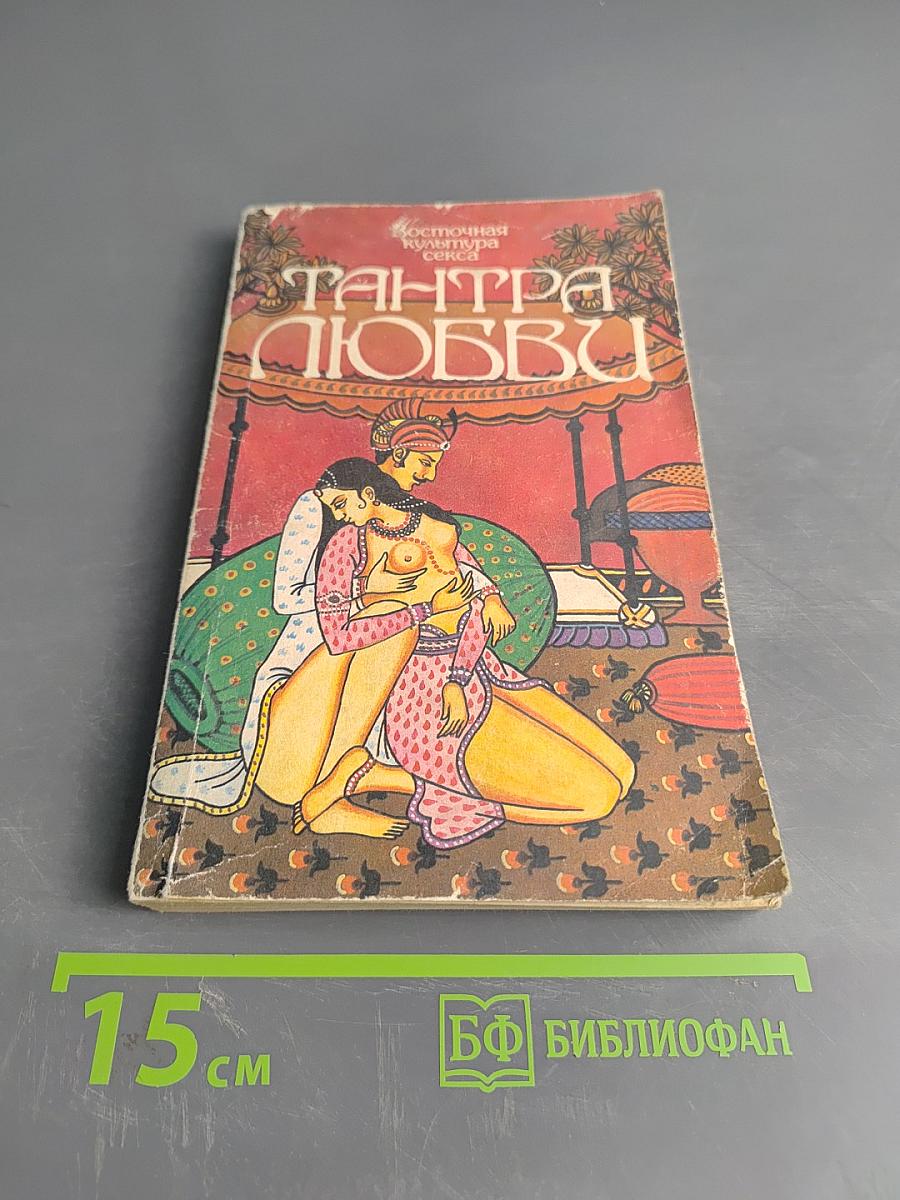 Восточная
культура
секса
ТАНТРА
ЛЮБВИ
15 см
БФ БИБЛИОФАН